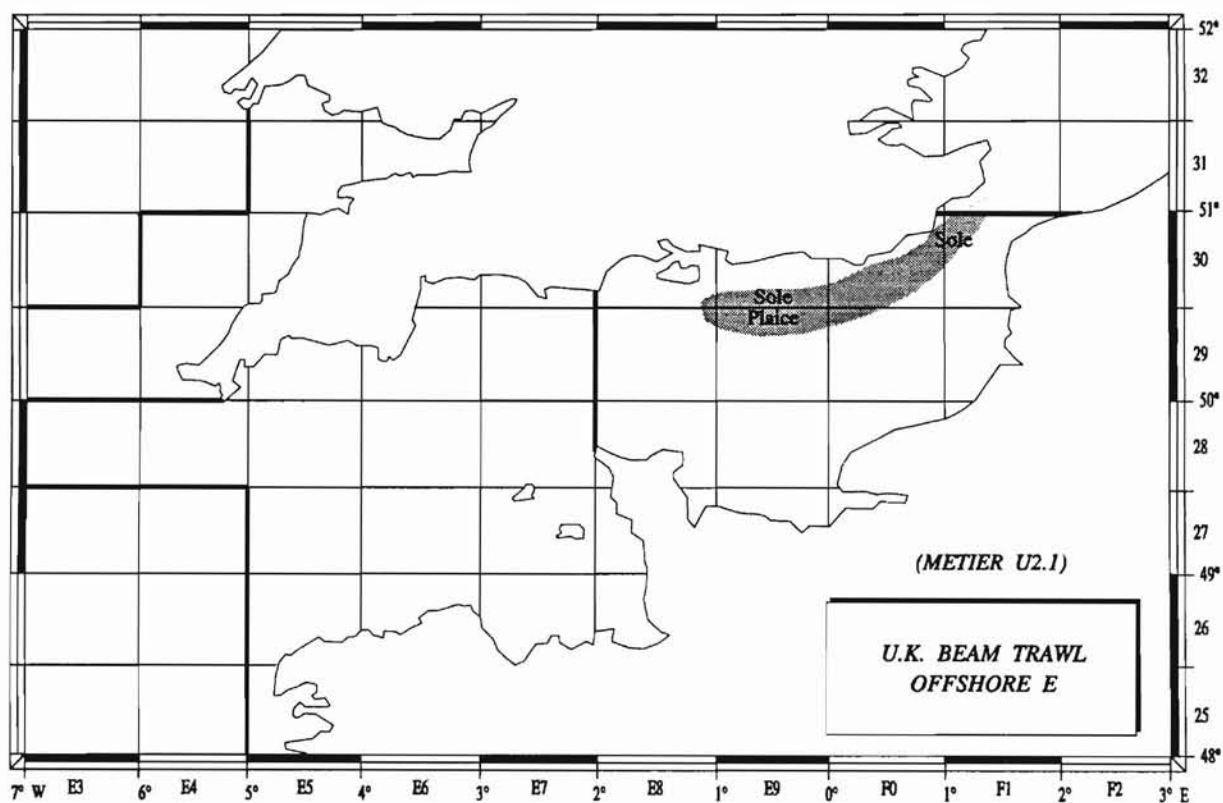 52°
32
31
51°
Sole
30
Sole
Plaice
29
50°
28
27
(METIER U2.1)
49°
26
U.K. BEAM TRAWL
OFFSHORE E
25
48°
7° W E3 6° E4 5° E5 4° E6 3° E7 2° E8 1° E9 0° F0 1° F1 2° F2 3° E